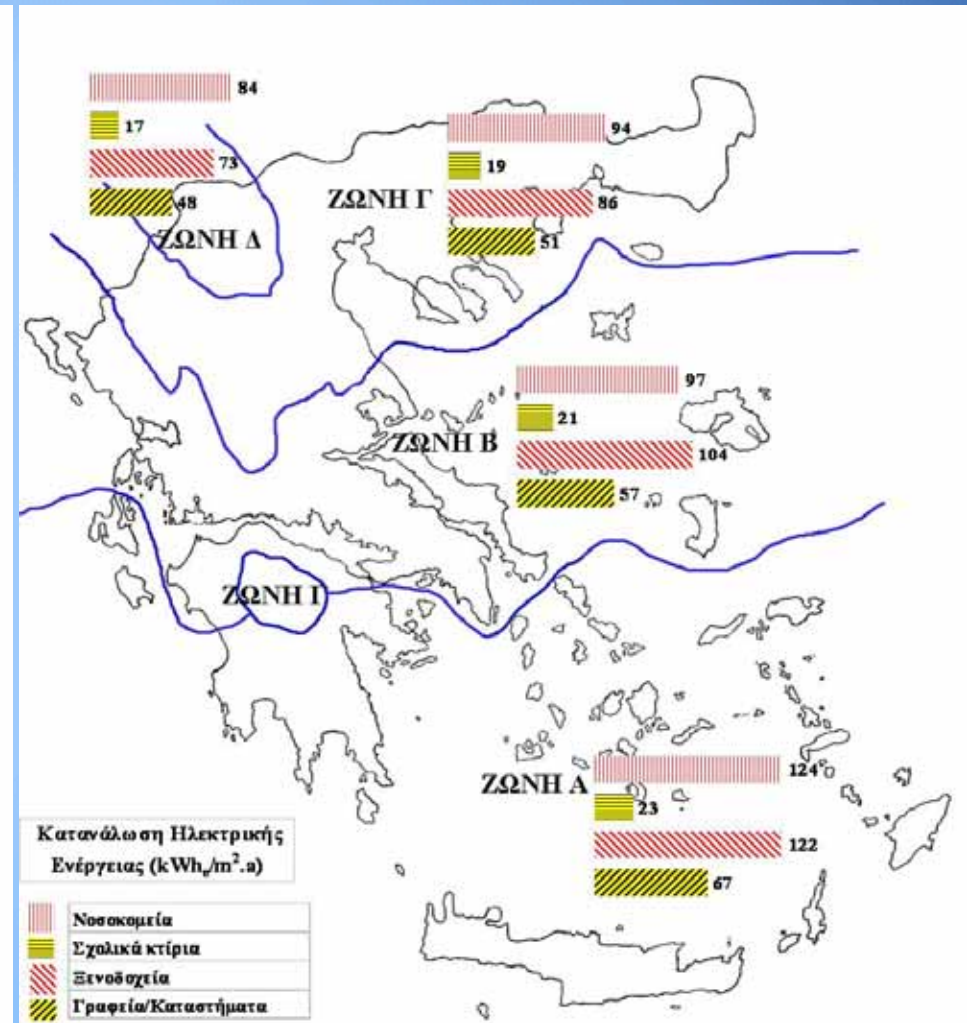 84
17
73
48
ΖΩΝΗ Δ
94
19
ΖΩΝΗ Γ
86
51
97
21
ΖΩΝΗ Β
104
57
ΖΩΝΗ Ι
124
ΖΩΝΗ Α
23
122
67
Κατανάλωση Ηλεκτρικής
Ενέργειας (kWhₑ/m².a)
Νοσοκομεία
Σχολικά κτίρια
Ξενοδοχεία
Γραφεία/Καταστήματα